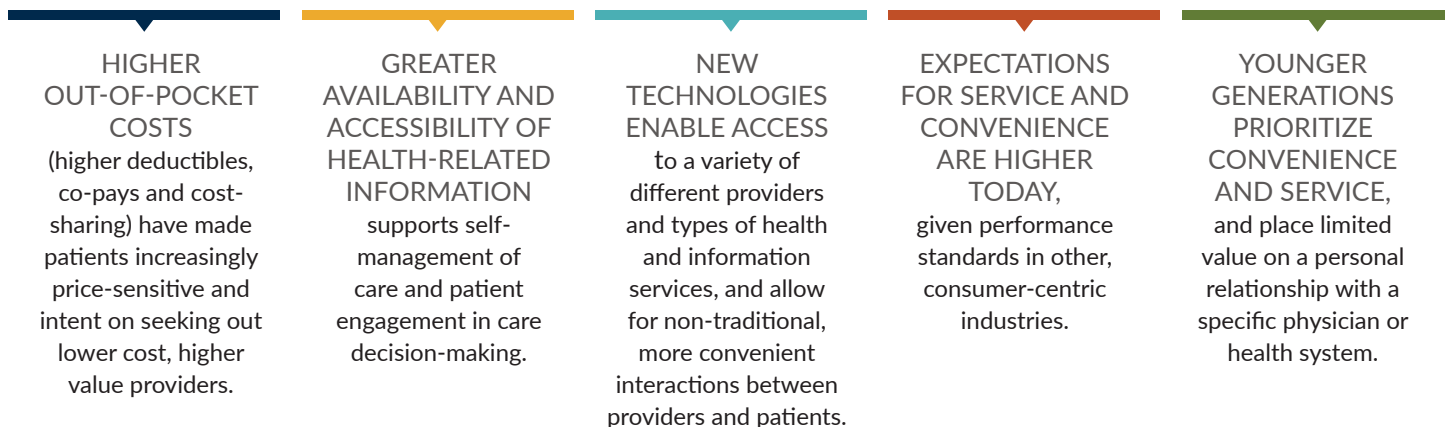 HIGHER
OUT-OF-POCKET
COSTS
(higher deductibles,
co-pays and cost-
sharing) have made
patients increasingly
price-sensitive and
intent on seeking out
lower cost, higher
value providers.
GREATER
AVAILABILITY AND
ACCESSIBILITY OF
HEALTH-RELATED
INFORMATION
supports self-
management of
care and patient
engagement in care
decision-making.
NEW
TECHNOLOGIES
ENABLE ACCESS
to a variety of
different providers
and types of health
and information
services, and allow
for non-traditional,
more convenient
interactions between
providers and patients.
EXPECTATIONS
FOR SERVICE AND
CONVENIENCE
ARE HIGHER
TODAY,
given performance
standards in other,
consumer-centric
industries.
YOUNGER
GENERATIONS
PRIORITIZE
CONVENIENCE
AND SERVICE,
and place limited
value on a personal
relationship with a
specific physician or
health system.